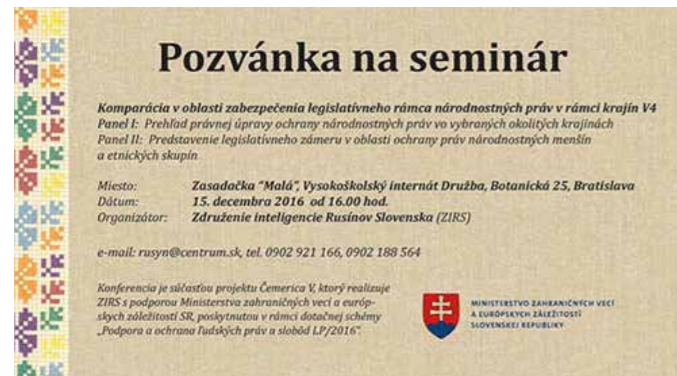 Pozvánka na seminár
Komparácia v oblasti zabezpečenia legislatívneho rámca národnostných práv v rámci krajín V4
Panel I: Prehľad právnej úpravy ochrany národnostných práv vo vybraných okolitých krajinách
Panel II: Predstavenie legislatívneho zámeru v oblasti ochrany práv národnostných menšín
a etnických skupín
Miesto: Zasadačka "Malá", Vysokoškolský internát Družba, Botanická 25, Bratislava
Dátum: 15. decembra 2016 od 16.00 hod.
Organizátor: Združenie inteligencie Rusínov Slovenska (ZIRS)
e-mail: rusyn@centrum.sk, tel. 0902 921 166, 0902 188 564
Konferencia je súčasťou projektu Čemerica V, ktorý realizuje
ZIRS s podporou Ministerstva zahraničných vecí a európ-
skych záležitostí SR, poskytnutou v rámci dotačnej schémy
„Podpora a ochrana ľudských práv a slobôd LP/2016".
MINISTERSTVO ZAHRANIČNÝCH VECÍ
A EURÓPSKYCH ZÁLEŽITOSTÍ
SLOVENSKEJ REPUBLIKY